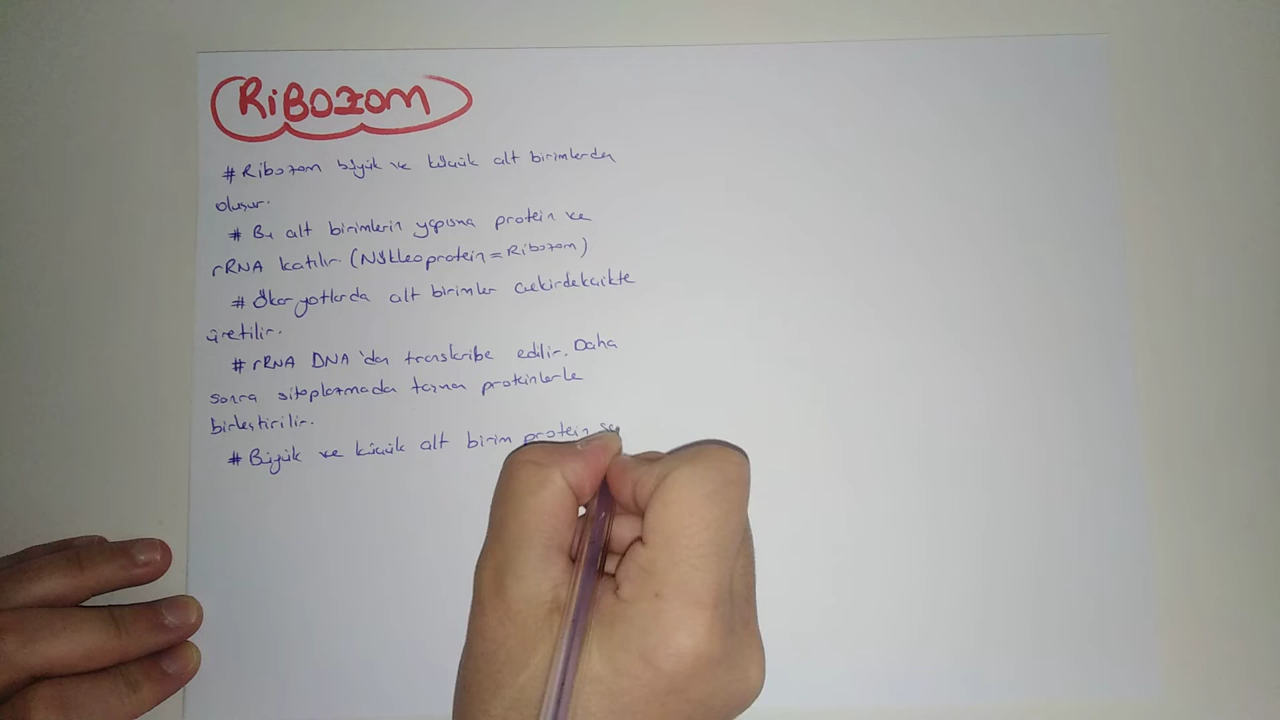 RiBOZOM
# Ribozom büyük ve küçük alt birimlerden
oluşur.
# Bu alt birimlerin yapısına protein ve
rRNA katılır. (Nükleoprotein = Ribozom)
# Ökaryotlarda alt birimler çekirdekçikte
üretilir.
# rRNA DNA'dan transkribe edilir. Daha
sonra sitoplazmada taşınan proteinlerle
birleştirilir.
# Büyük ve küçük alt birim protein